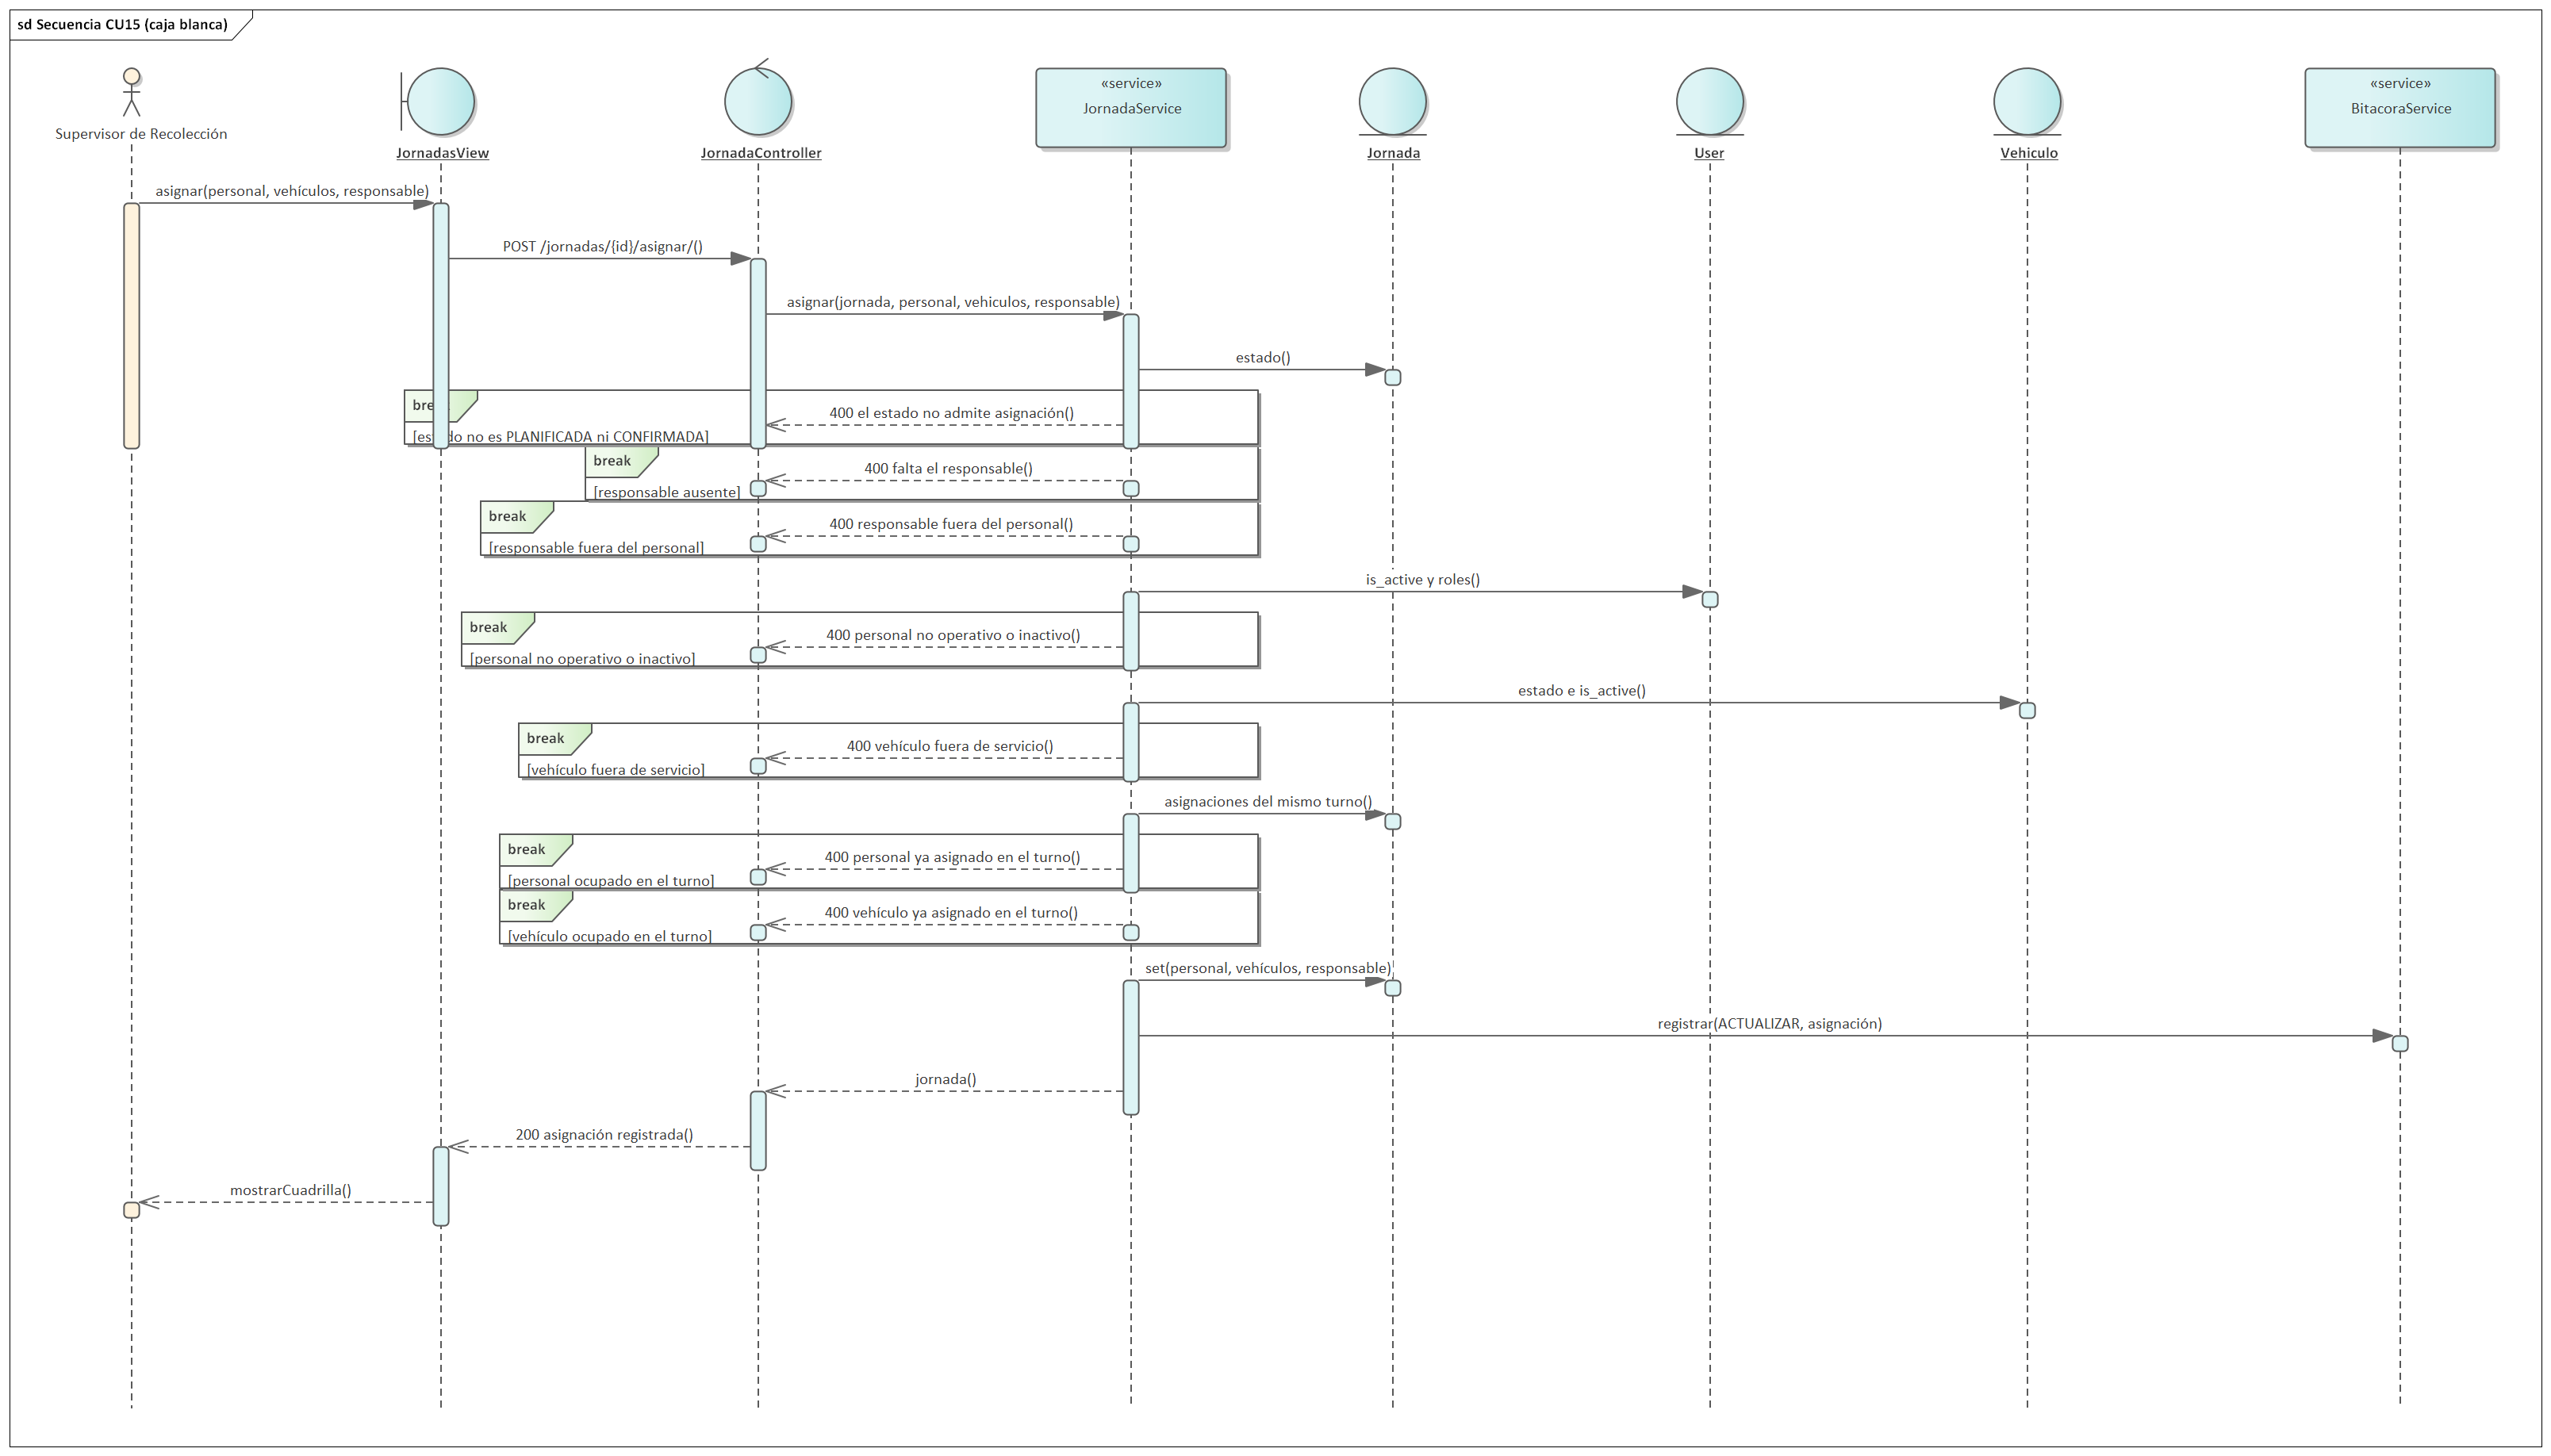 sd Secuencia CU15 (caja blanca)
«service»
«service»
JornadaService
BitacoraService
Supervisor de Recolección
JornadasView
JornadaController
Jornada
User
Vehiculo
asignar(personal, vehículos, responsable)
POST /jornadas/{id}/asignar/()
asignar(jornada, personal, vehiculos, responsable)
estado()
400 el estado no admite asignación()
no es PLANIFICADA ni CONFIRMADA]
break
400 falta el responsable()
[responsable ausente]
break
400 responsable fuera del personal()
[responsable fuera del personal]
is_active y roles()
break
400 personal no operativo o inactivo()
[personal no operativo o inactivo]
estado e is_active()
break
400 vehículo fuera de servicio()
[vehículo fuera de servicio]
asignaciones del mismo turno()
break
400 personal ya asignado en el turno()
[personal ocupado en el turno]
break
400 vehículo ya asignado en el turno()
[vehículo ocupado en el turno]
set(personal, vehículos, responsable)
registrar(ACTUALIZAR, asignación)
jornada()
200 asignación registrada()
mostrarCuadrilla()